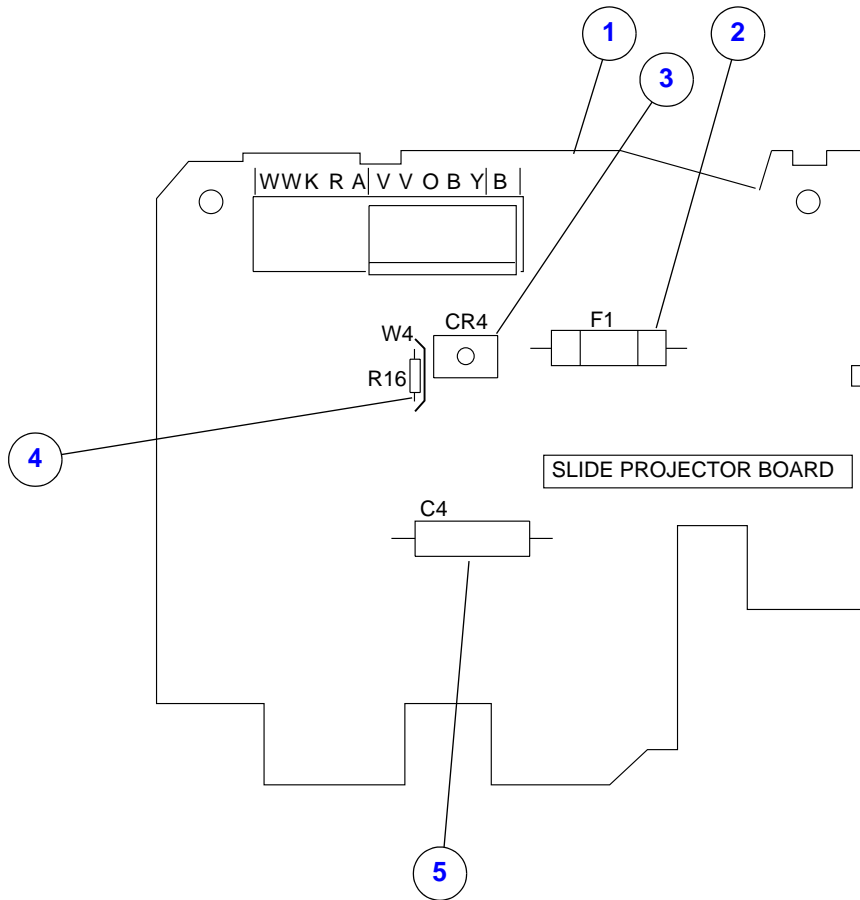 1
2
3
|WWK R A|V V O B Y|B |
CR4
F1
W4
R16
4
SLIDE PROJECTOR BOARD
C4
5